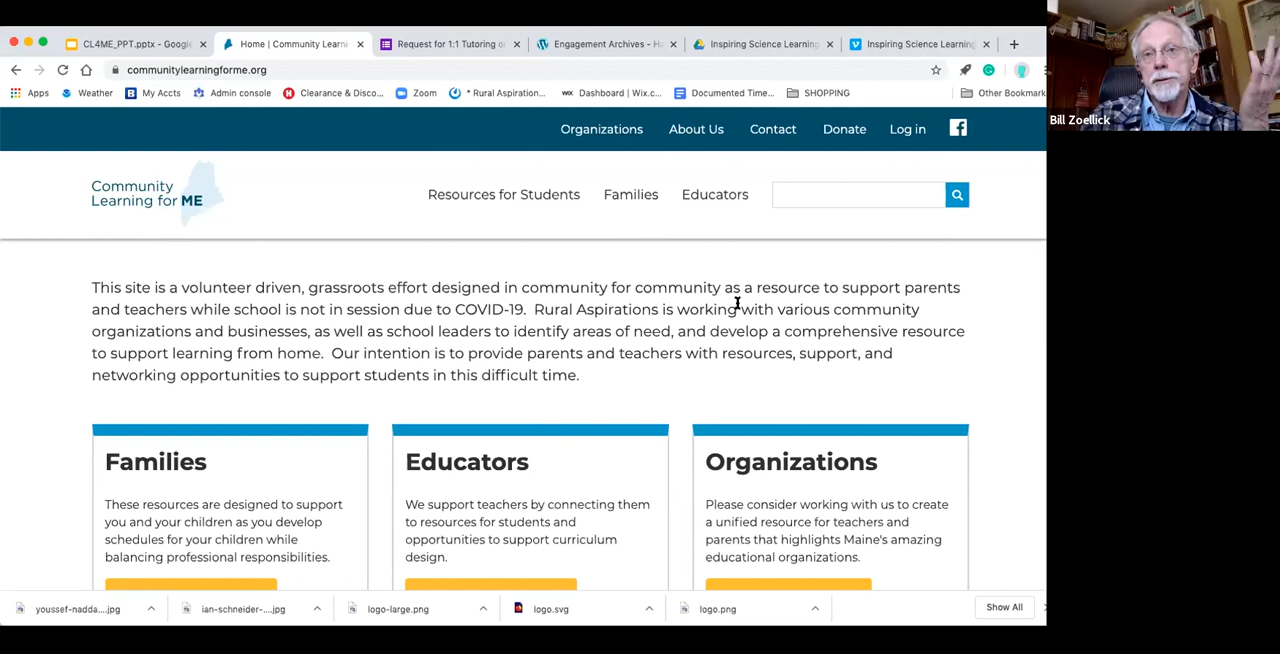 CL4ME_PPT.pptx - Google
Home | Community Learni
Request for 1:1 Tutoring o
Engagement Archives - Ha
Inspiring Science Learning
Inspiring Science Learning
communitylearningforme.org
Apps
Weather
My Accts
Admin console
Clearance & Disco...
Zoom
* Rural Aspiration...
Dashboard | Wix.c...
Documented Time...
SHOPPING
Other Bookmark
Bill Zoellick
Organizations
About Us
Contact
Donate
Log in
Community
Learning for ME
Resources for Students
Families
Educators
This site is a volunteer driven, grassroots effort designed in community for community as a resource to support parents
and teachers while school is not in session due to COVID-19. Rural Aspirations is working with various community
organizations and businesses, as well as school leaders to identify areas of need, and develop a comprehensive resource
to support learning from home. Our intention is to provide parents and teachers with resources, support, and
networking opportunities to support students in this difficult time.
Families
These resources are designed to support
you and your children as you develop
schedules for your children while
balancing professional responsibilities.
Educators
We support teachers by connecting them
to resources for students and
opportunities to support curriculum
design.
Organizations
Please consider working with us to create
a unified resource for teachers and
parents that highlights Maine's amazing
educational organizations.
youssef-nadda....jpg
ian-schneider-....jpg
logo-large.png
logo.svg
logo.png
Show All